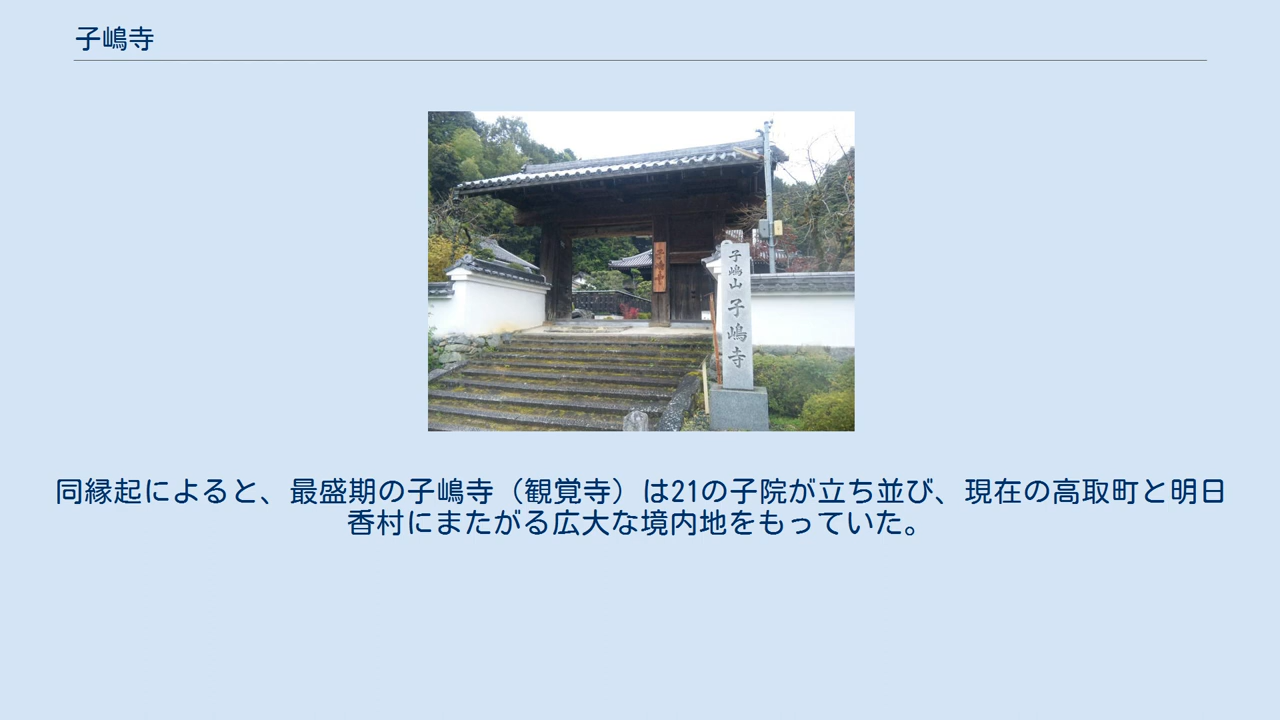 子嶋寺
子嶋寺
子嶋山 子嶋寺
同縁起によると、最盛期の子嶋寺（観覚寺）は21の子院が立ち並び、現在の高取町と明日
香村にまたがる広大な境内地をもっていた。